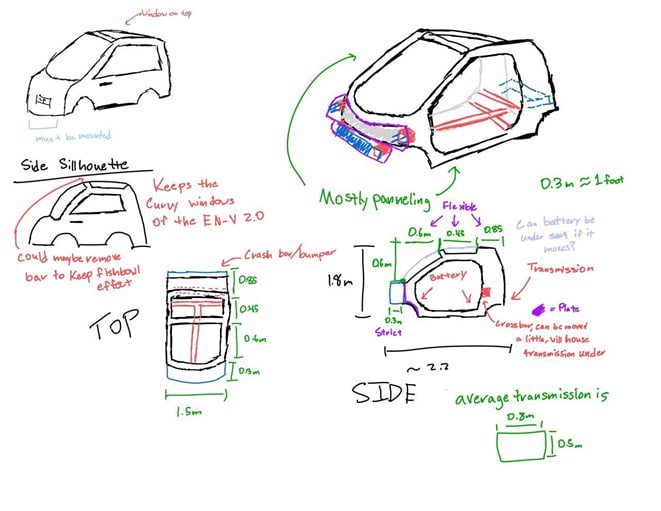 window on top
must be mounted
Side Sillhouette
Keeps the
curvy windows
of the EN-V 2.0
could maybe remove
bar to keep fishbowl
effect
TOP
Crash bar/bumper
0.85
0.45
0.6m
0.3m
1.5m
Mostly panneling
0.3m ≈ 1 foot
Flexible
0.6m
0.45
0.85
Can battery be
under seat if it
moves?
0.6m
1.8m
Battery
Transmission
= Plate
0.3m
Strict
Crossbar, can be moved
a little, will house
transmission under
~ 2.2
SIDE
average transmission is
0.8m
0.5m